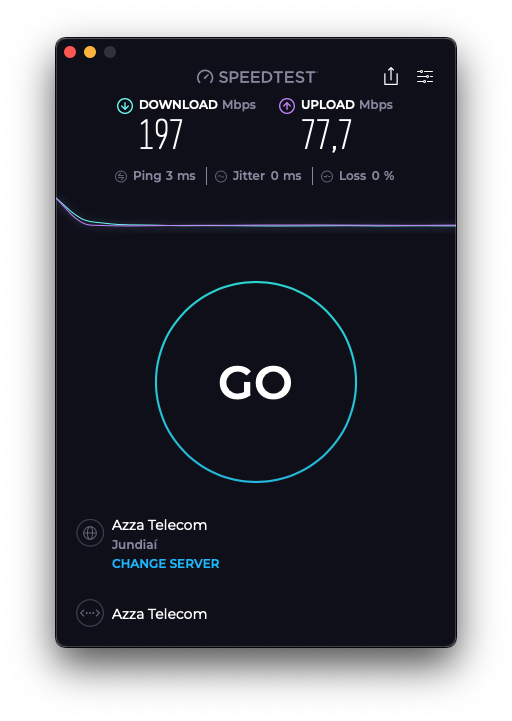 SPEEDTEST
DOWNLOAD Mbps UPLOAD Mbps
197 77,7
Ping 3 ms Jitter 0 ms Loss 0 %
GO
Azza Telecom
Jundiaí
CHANGE SERVER
Azza Telecom